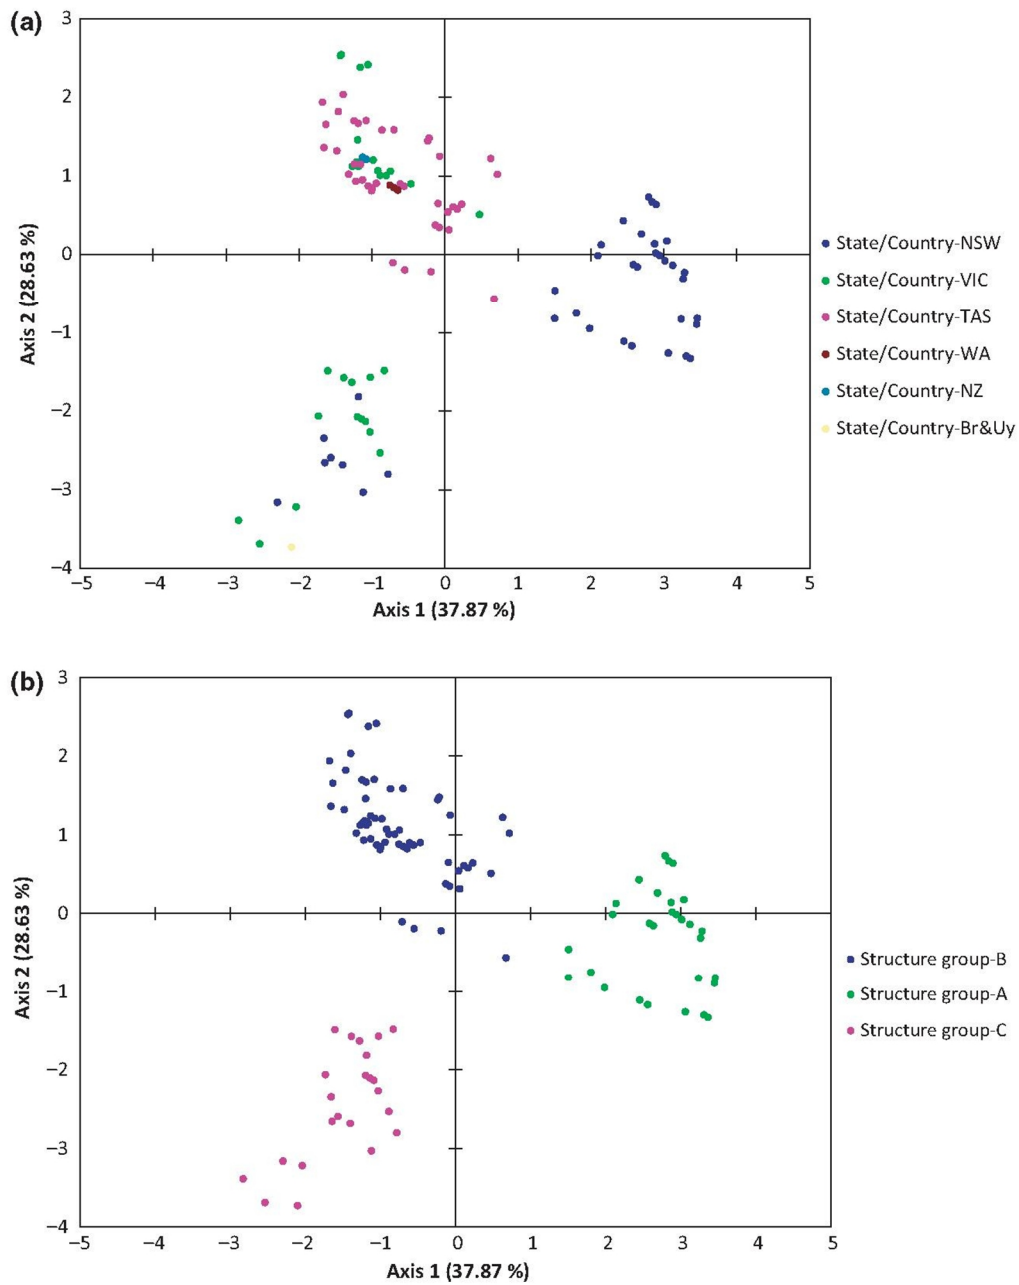 (a)
3
2
1
0
−1
−2
−3
−4
Axis 2 (28.63 %)
−5 −4 −3 −2 −1 0 1 2 3 4 5
Axis 1 (37.87 %)
State/Country-NSW
State/Country-VIC
State/Country-TAS
State/Country-WA
State/Country-NZ
State/Country-Br&Uy
(b)
3
2
1
0
−1
−2
−3
−4
Axis 2 (28.63 %)
−5 −4 −3 −2 −1 0 1 2 3 4 5
Axis 1 (37.87 %)
Structure group-B
Structure group-A
Structure group-C